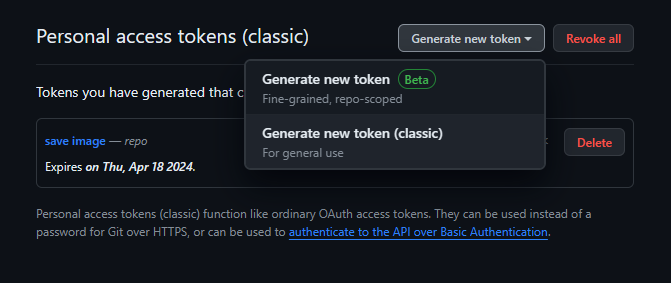 Personal access tokens (classic)
Generate new token
Revoke all
Generate new token Beta
Fine-grained, repo-scoped
Generate new token (classic)
For general use
Tokens you have generated that
save image — repo
Delete
Expires on Thu, Apr 18 2024.
Personal access tokens (classic) function like ordinary OAuth access tokens. They can be used instead of a
password for Git over HTTPS, or can be used to authenticate to the API over Basic Authentication.